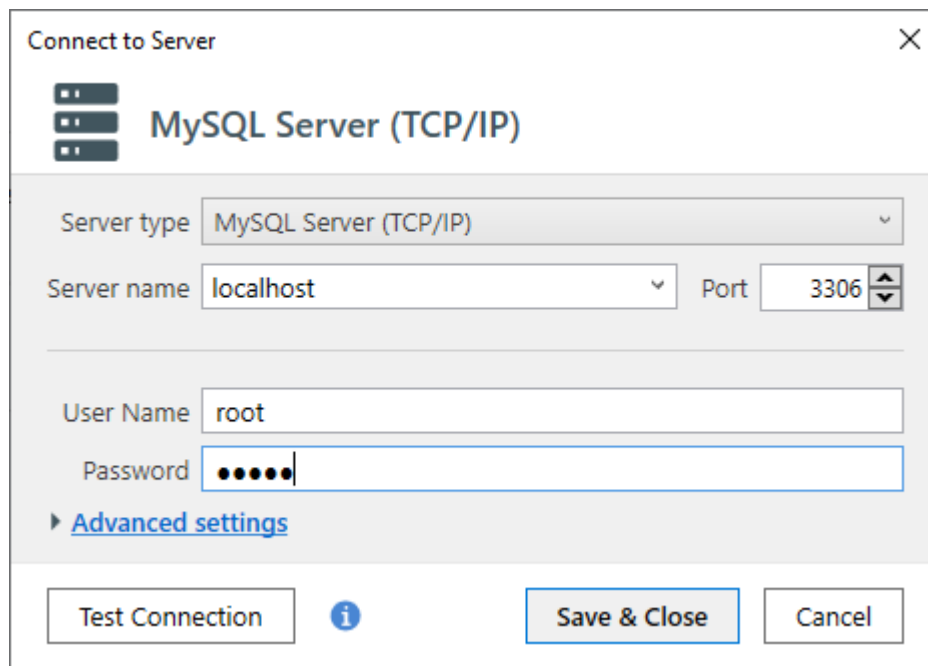 Connect to Server
MySQL Server (TCP/IP)
Server type MySQL Server (TCP/IP)
Server name localhost Port 3306
User Name root
Password ●●●●●
Advanced settings
Test Connection Save & Close Cancel